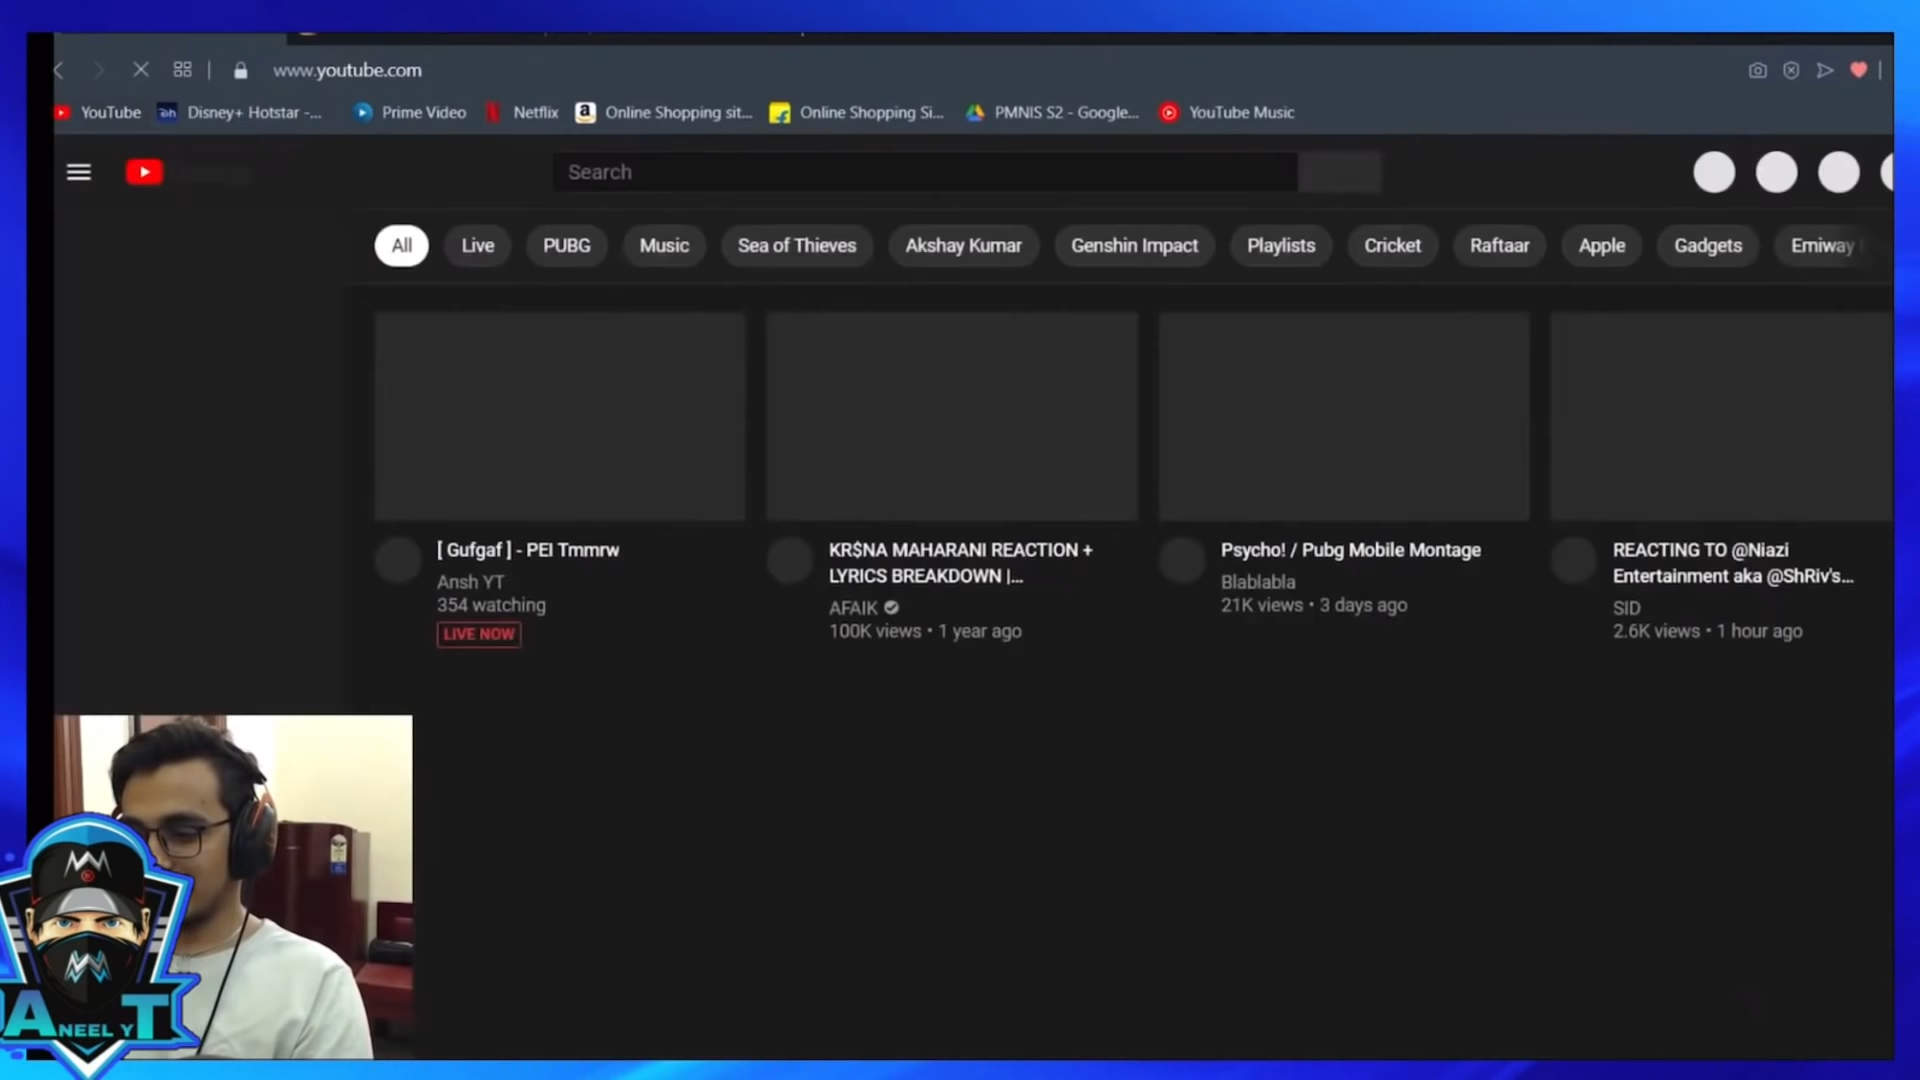 www.youtube.com
YouTube
Disney+ Hotstar -...
Prime Video
Netflix
Online Shopping sit...
Online Shopping Si...
PMNIS S2 - Google...
YouTube Music
Search
All
Live
PUBG
Music
Sea of Thieves
Akshay Kumar
Genshin Impact
Playlists
Cricket
Raftaar
Apple
Gadgets
Emiway
[ Gufgaf ] - PEI Tmmrw
Ansh YT
354 watching
LIVE NOW
KR$NA MAHARANI REACTION +
LYRICS BREAKDOWN |...
AFAIK
100K views • 1 year ago
Psycho! / Pubg Mobile Montage
Blablabla
21K views • 3 days ago
REACTING TO @Niazi
Entertainment aka @ShRiv's...
SID
2.6K views • 1 hour ago
ANEEL YT